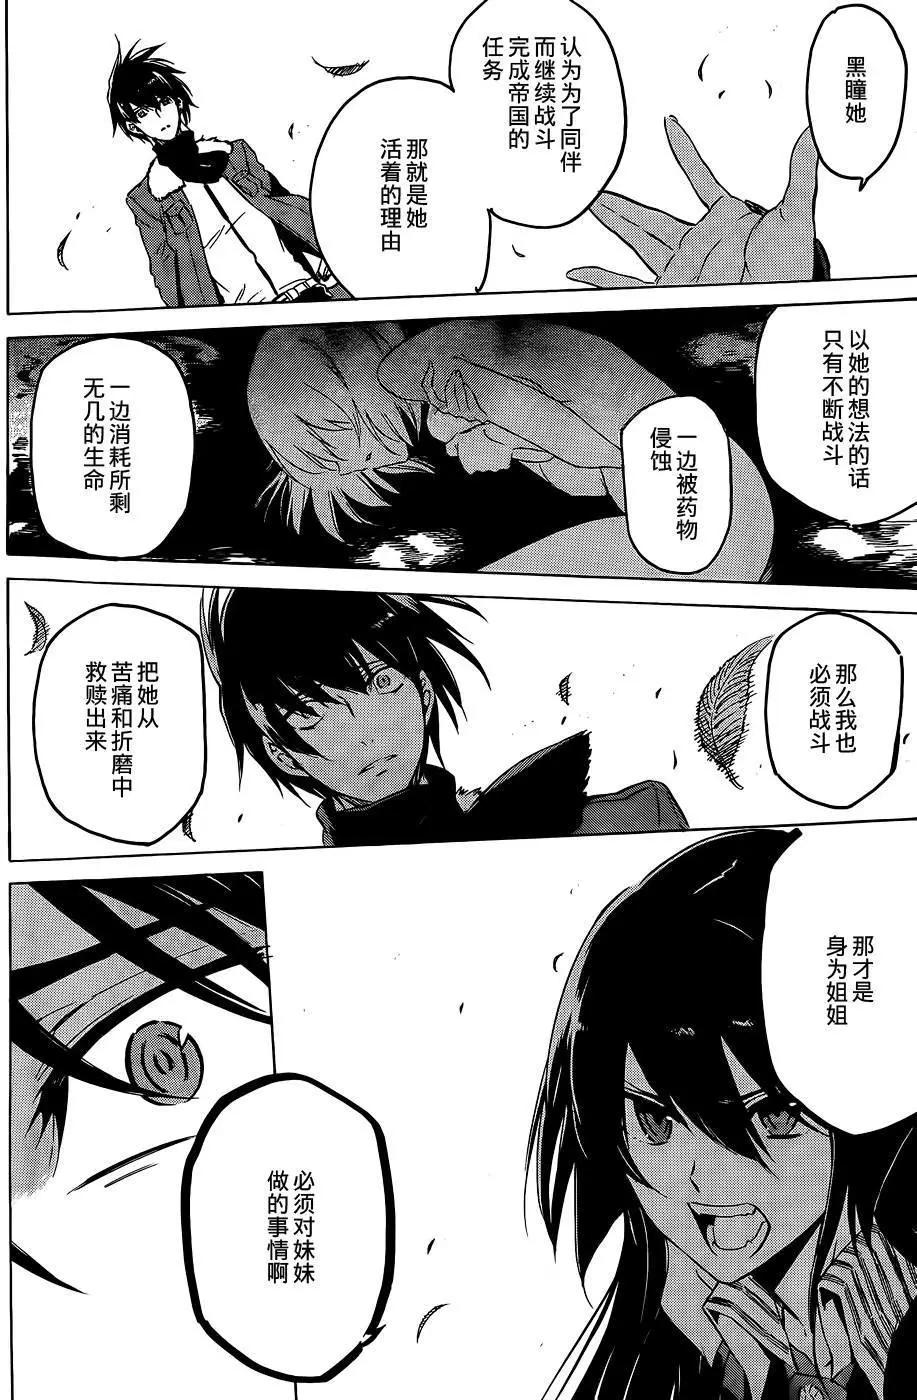 黑瞳她
认为为了同伴
而继续战斗
完成帝国的
任务
那就是她
活着的理由
以她的想法的话
只有不断战斗
一边被药物
侵蚀
一边消耗所剩
无几的生命
那么我也
必须战斗
把她从
苦痛和折磨中
救赎出来
那才是
身为姐姐
必须对妹妹
做的事情啊